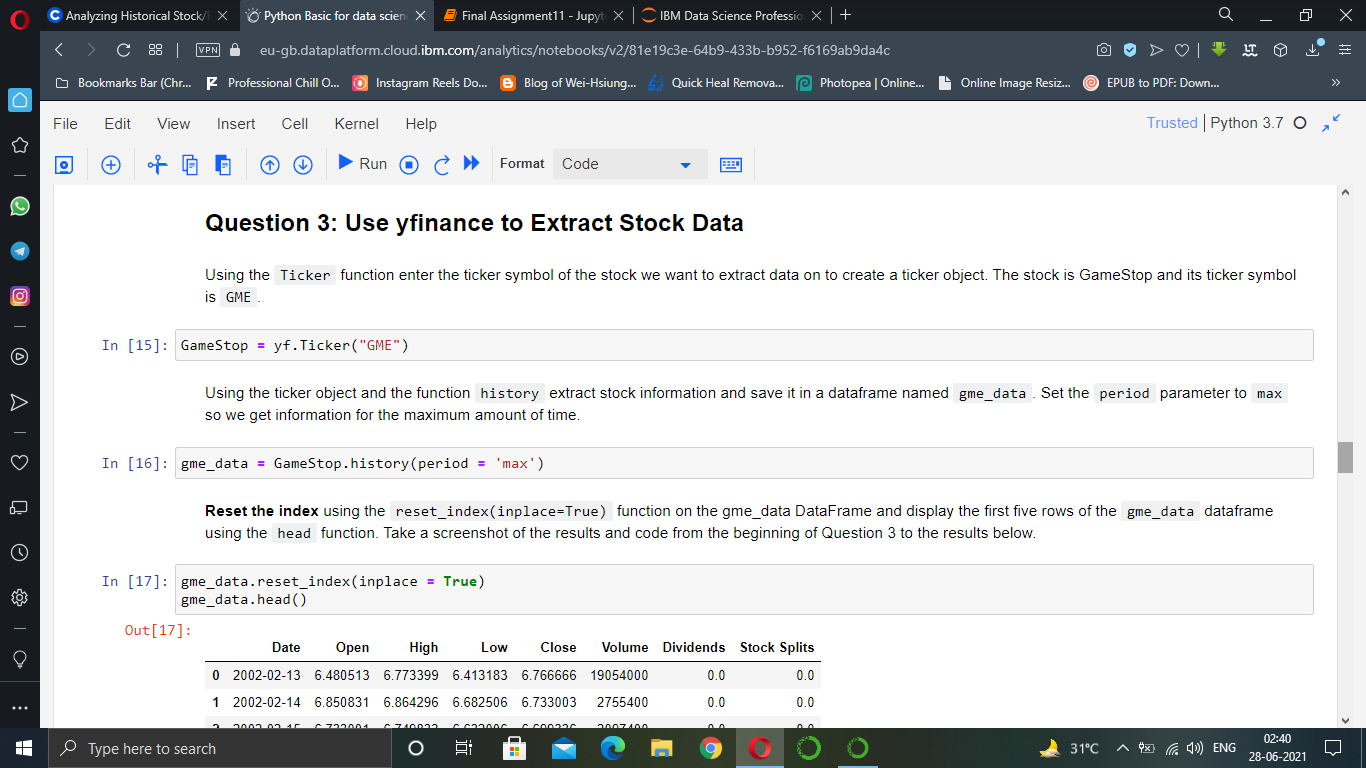 Analyzing Historical Stock/
Python Basic for data scien
Final Assignment11 - Jupyt
IBM Data Science Professio
VPN
eu-gb.dataplatform.cloud.ibm.com/analytics/notebooks/v2/81e19c3e-64b9-433b-b952-f6169ab9da4c
Bookmarks Bar (Chr...
Professional Chill O...
Instagram Reels Do...
Blog of Wei-Hsiung...
Quick Heal Remova...
Photopea | Online...
Online Image Resiz...
EPUB to PDF: Down...
File Edit View Insert Cell Kernel Help
Trusted | Python 3.7
Run
Format
Code
Question 3: Use yfinance to Extract Stock Data
Using the Ticker function enter the ticker symbol of the stock we want to extract data on to create a ticker object. The stock is GameStop and its ticker symbol
is GME .
In [15]: GameStop = yf.Ticker("GME")
Using the ticker object and the function history extract stock information and save it in a dataframe named gme_data . Set the period parameter to max
so we get information for the maximum amount of time.
In [16]: gme_data = GameStop.history(period = 'max')
Reset the index using the reset_index(inplace=True) function on the gme_data DataFrame and display the first five rows of the gme_data dataframe
using the head function. Take a screenshot of the results and code from the beginning of Question 3 to the results below.
In [17]: gme_data.reset_index(inplace = True)
gme_data.head()
Out[17]:
Date Open High Low Close Volume Dividends Stock Splits
0 2002-02-13 6.480513 6.773399 6.413183 6.766666 19054000 0.0 0.0
1 2002-02-14 6.850831 6.864296 6.682506 6.733003 2755400 0.0 0.0
Type here to search
31°C
ENG
02:40
28-06-2021